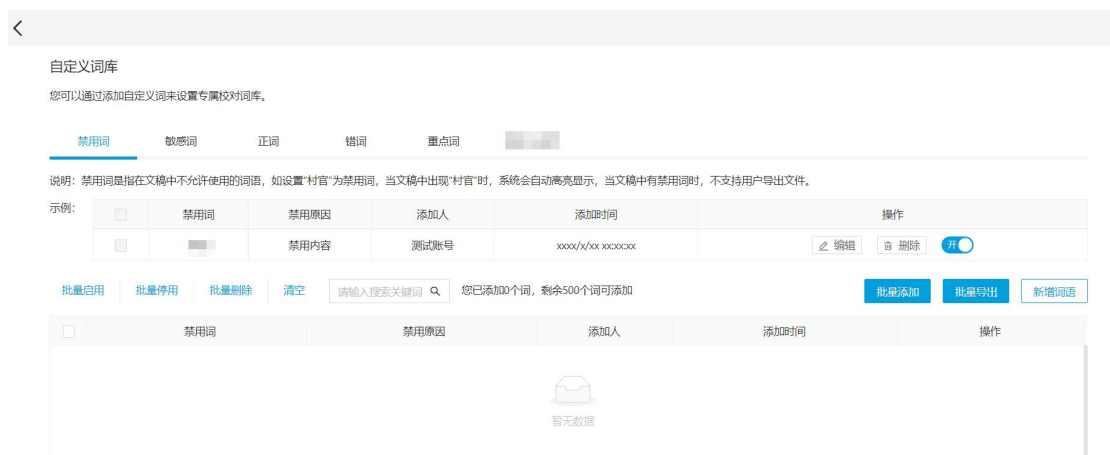 自定义词库
您可以通过添加自定义词来设置专属校对词库。
禁用词 敏感词 正词 错词 重点词
说明：禁用词是指在文稿中不允许使用的词语，如设置“村官”为禁用词，当文稿中出现“村官”时，系统会自动高亮显示，当文稿中有禁用词时，不支持用户导出文件。
示例：
禁用词 禁用原因 添加人 添加时间 操作
禁用内容 测试账号 xxxx/x/xx xx:xx:xx 编辑 删除 开
批量启用 批量停用 批量删除 清空 请输入搜索关键词 您已添加0个词，剩余500个词可添加 批量添加 批量导出 新增词语
禁用词 禁用原因 添加人 添加时间 操作
暂无数据